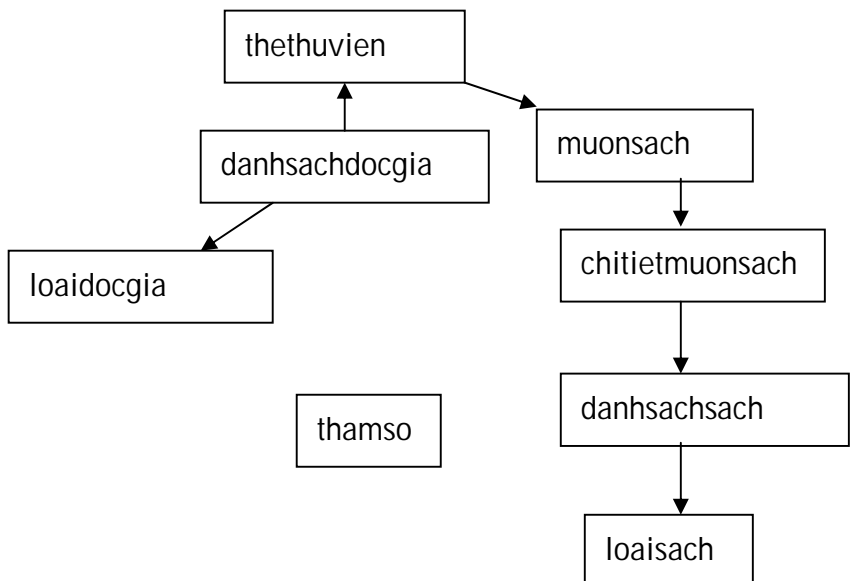 thethuvien
muonsach
danhsachdocgia
chitietmuonsach
loaidocgia
danhsachsach
thamso
loaisach